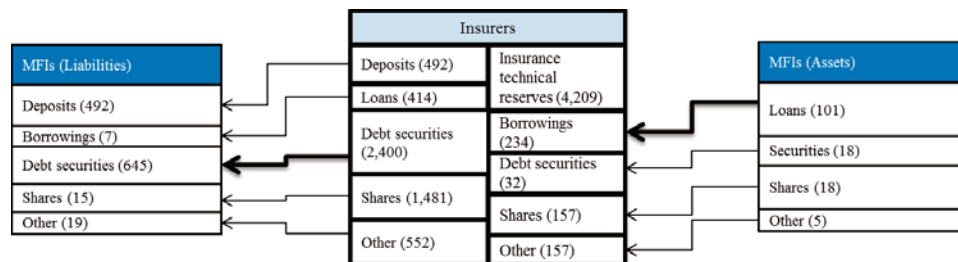 Insurers
MFIs (Liabilities)
Deposits (492)
Borrowings (7)
Debt securities (645)
Shares (15)
Other (19)
Deposits (492)
Loans (414)
Debt securities
(2,400)
Shares (1,481)
Other (552)
Insurance
technical
reserves (4,209)
Borrowings
(234)
Debt securities
(32)
Shares (157)
Other (157)
MFIs (Assets)
Loans (101)
Securities (18)
Shares (18)
Other (5)